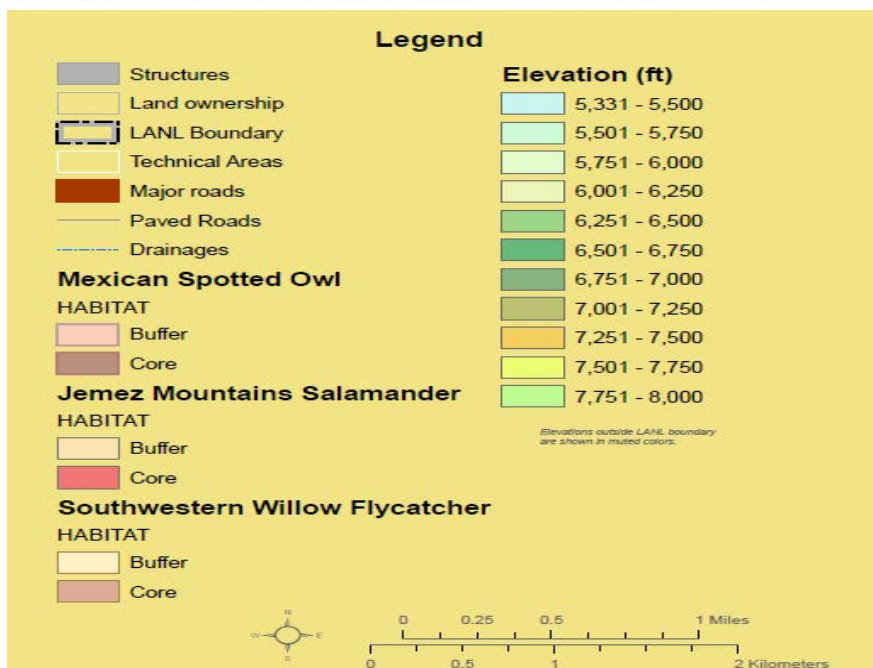 Legend
Structures
Land ownership
LANL Boundary
Technical Areas
Major roads
Paved Roads
Drainages
Mexican Spotted Owl
HABITAT
Buffer
Core
Jemez Mountains Salamander
HABITAT
Buffer
Core
Southwestern Willow Flycatcher
HABITAT
Buffer
Core
Elevation (ft)
5,331 - 5,500
5,501 - 5,750
5,751 - 6,000
6,001 - 6,250
6,251 - 6,500
6,501 - 6,750
6,751 - 7,000
7,001 - 7,250
7,251 - 7,500
7,501 - 7,750
7,751 - 8,000
Elevations outside LANL boundary
are shown in muted colors.
N
W E
S
0 0.25 0.5 1 Miles
0 0.5 1 2 Kilometers